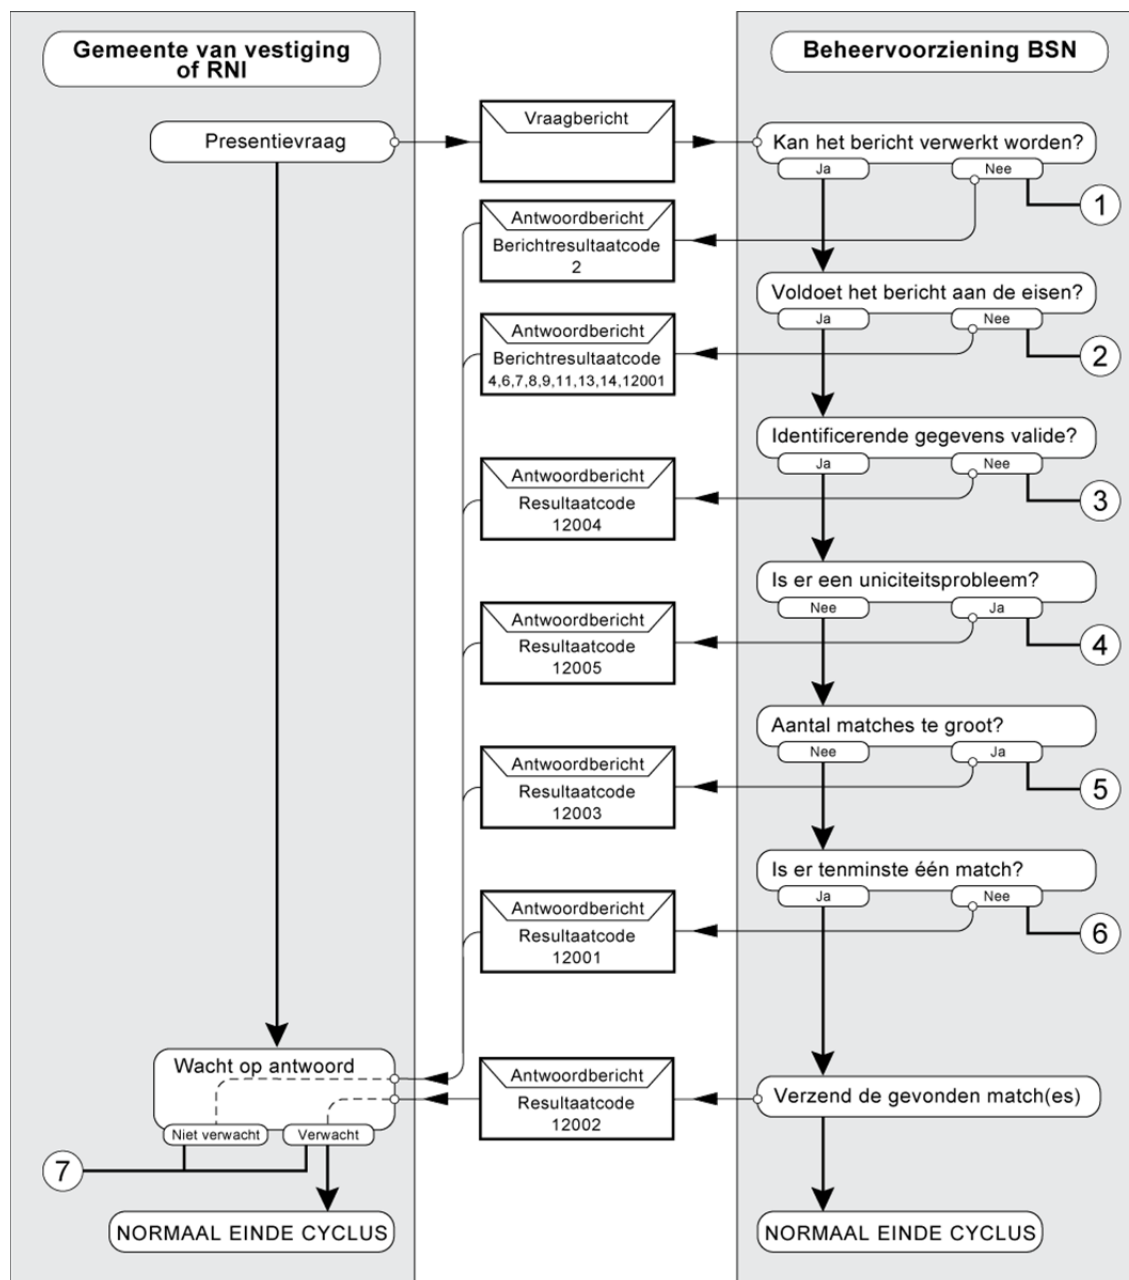 Gemeente van vestiging
of RNI
Beheervoorziening BSN
Presentievraag
Vraagbericht
Kan het bericht verwerkt worden?
Ja
Nee
1
Antwoordbericht
Berichtresultaatcode
2
Voldoet het bericht aan de eisen?
Ja
Nee
2
Antwoordbericht
Berichtresultaatcode
4,6,7,8,9,11,13,14,12001
Identificerende gegevens valide?
Ja
Nee
3
Antwoordbericht
Resultaatcode
12004
Is er een uniciteitsprobleem?
Nee
Ja
4
Antwoordbericht
Resultaatcode
12005
Aantal matches te groot?
Nee
Ja
5
Antwoordbericht
Resultaatcode
12003
Is er tenminste één match?
Ja
Nee
6
Antwoordbericht
Resultaatcode
12001
Wacht op antwoord
Niet verwacht
Verwacht
7
Antwoordbericht
Resultaatcode
12002
Verzend de gevonden match(es)
NORMAAL EINDE CYCLUS
NORMAAL EINDE CYCLUS